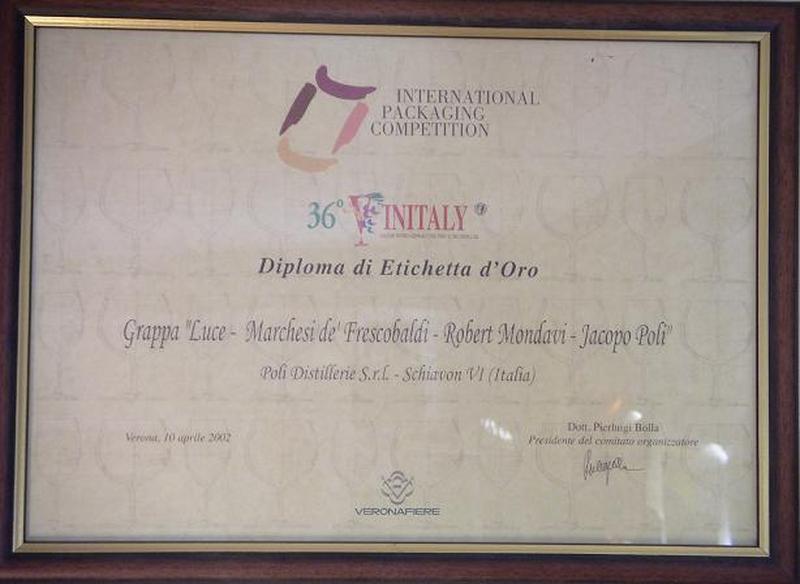 INTERNATIONAL
PACKAGING
COMPETITION
36° VINITALY
Diploma di Etichetta d'Oro
Grappa "Luce - Marchesi de' Frescobaldi - Robert Mondavi - Jacopo Poli"
Poli Distillerie S.r.l. - Schiavon VI (Italia)
Verona, 10 aprile 2002
Dott. Pierluigi Bolla
Presidente del comitato organizzatore
VERONAFIERE